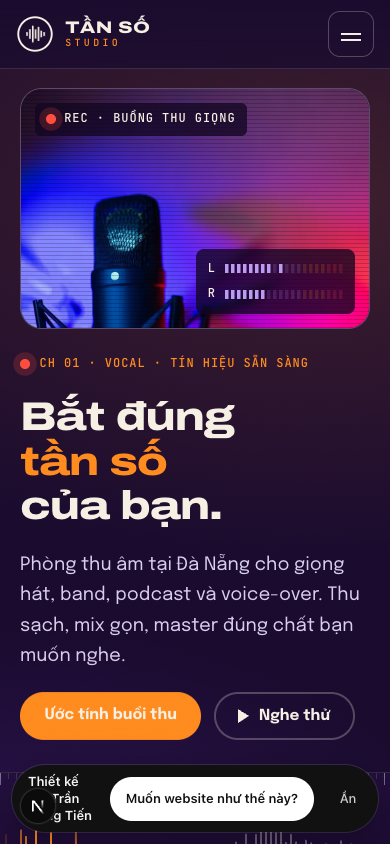 TẦN SỐ
STUDIO
REC · BUỒNG THU GIỌNG
L
R
CH 01 · VOCAL · TÍN HIỆU SẴN SÀNG
Bắt đúng
tần số
của bạn.
Phòng thu âm tại Đà Nẵng cho giọng
hát, band, podcast và voice-over. Thu
sạch, mix gọn, master đúng chất bạn
muốn nghe.
Ước tính buổi thu
Nghe thử
Thiết kế
Trần
Tiến
N
Muốn website như thế này?
Ẩn